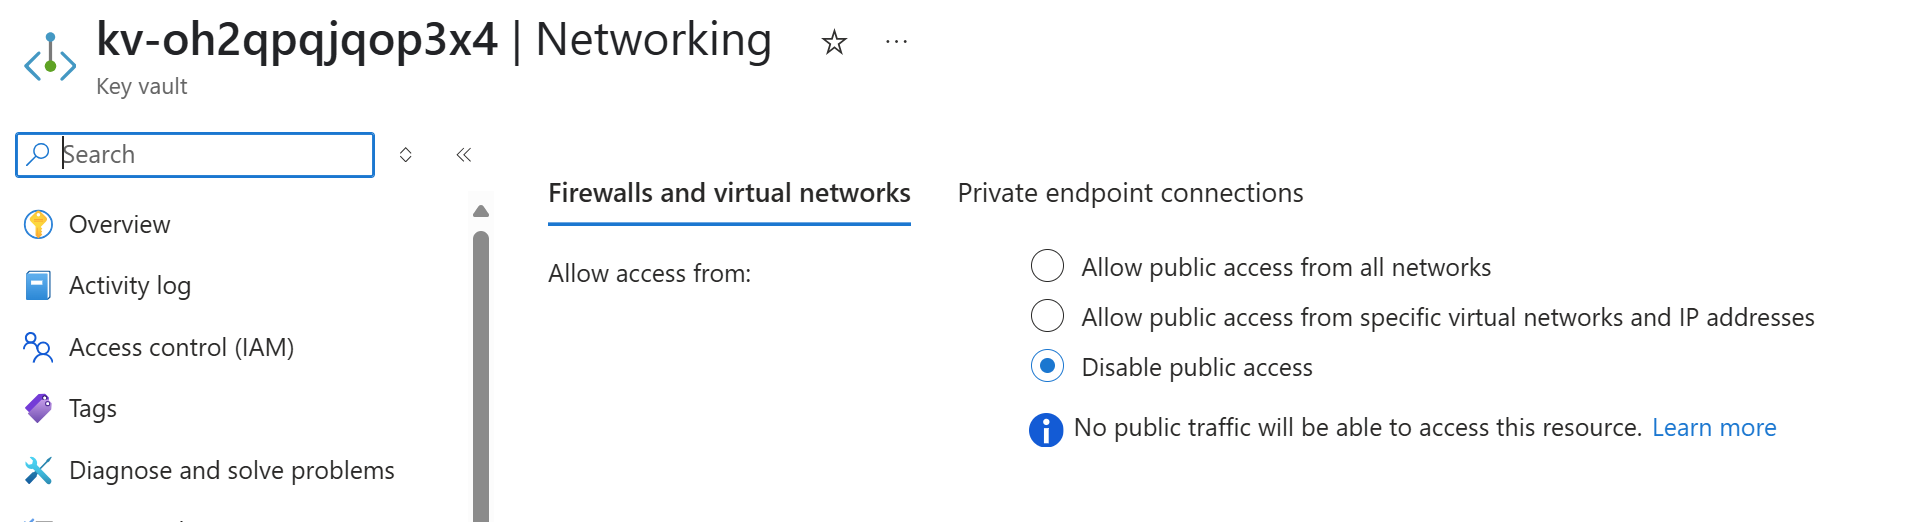 kv-oh2qpqjqop3x4 | Networking
Key vault
Search
Overview
Activity log
Access control (IAM)
Tags
Diagnose and solve problems
Firewalls and virtual networks
Private endpoint connections
Allow access from:
Allow public access from all networks
Allow public access from specific virtual networks and IP addresses
Disable public access
No public traffic will be able to access this resource. Learn more